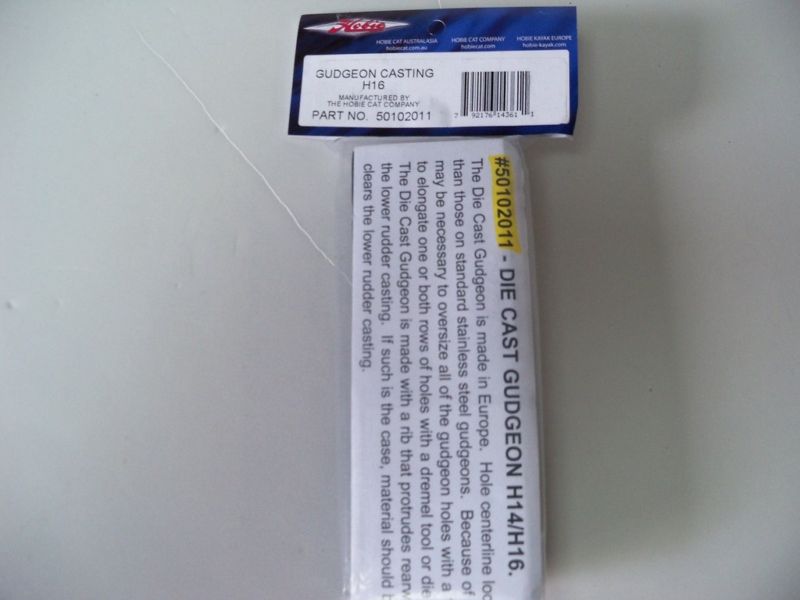 Hobie
HOBIE CAT AUSTRALASIA
hobiecat.com.au
HOBIE CAT COMPANY
hobiecat.com
HOBIE KAYAK EUROPE
hobie-kayak.com
GUDGEON CASTING
H16
MANUFACTURED BY
THE HOBIE CAT COMPANY
PART NO. 50102011
7 92176 14361 1
#50102011 - DIE CAST GUDGEON H14/H16.
The Die Cast Gudgeon is made in Europe. Hole centerline loc
than those on standard stainless steel gudgeons. Because of
may be necessary to oversize all of the gudgeon holes with a
to elongate one or both rows of holes with a dremel tool or die
The Die Cast Gudgeon is made with a rib that protrudes rearw
the lower rudder casting. If such is the case, material should b
clears the lower rudder casting.